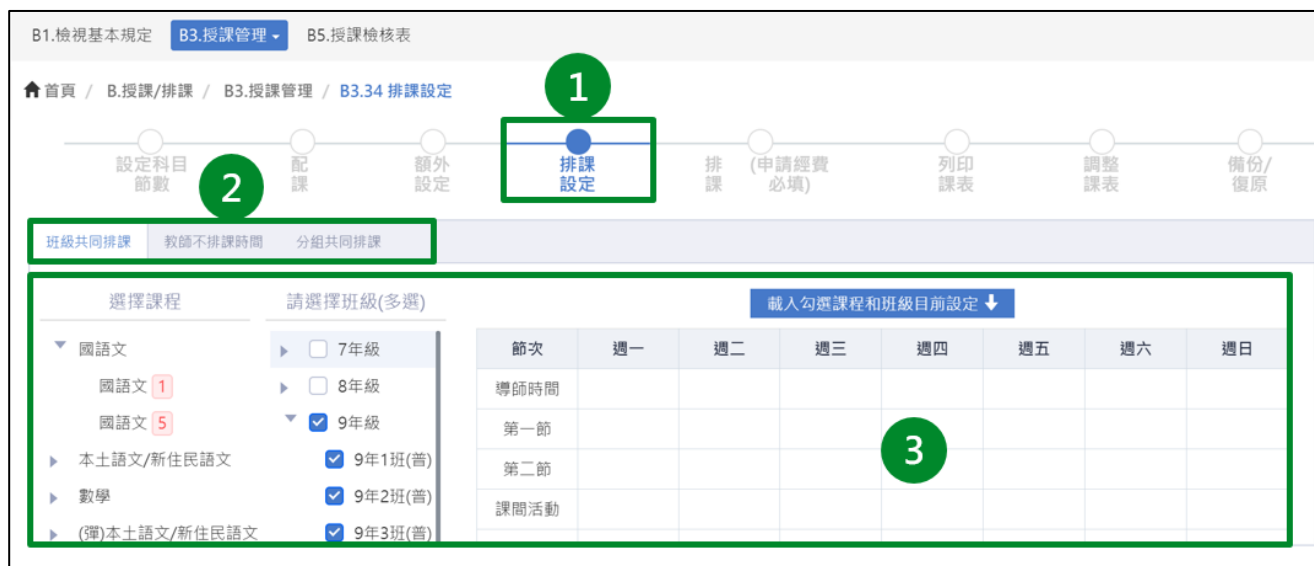 B1.檢視基本規定 B3.授課管理 B5.授課檢核表
首頁 / B.授課/排課 / B3.授課管理 / B3.34 排課設定
1
設定科目節數 配課 額外設定 排課設定 排課 (申請經費必填) 列印課表 調整課表 備份/復原
2
班級共同排課 教師不排課時間 分組共同排課
選擇課程 請選擇班級(多選) 載入勾選課程和班級目前設定
國語文 7年級 節次 週一 週二 週三 週四 週五 週六 週日
國語文 1 8年級 導師時間
國語文 5 9年級 第一節
3
本土語文/新住民語文 9年1班(普) 第二節
數學 9年2班(普) 課間活動
(彈)本土語文/新住民語文 9年3班(普)